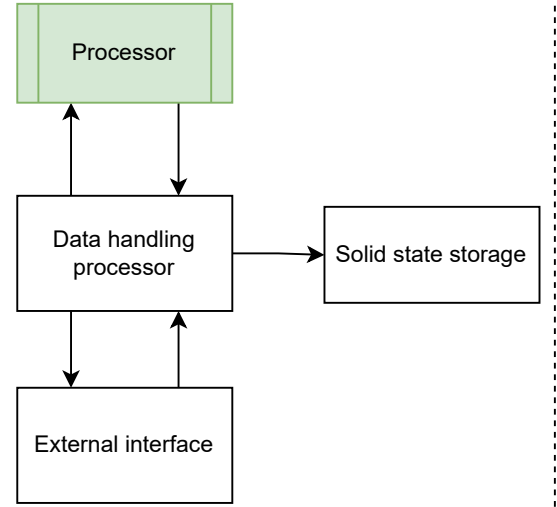 Processor
Data handling
processor
Solid state storage
External interface